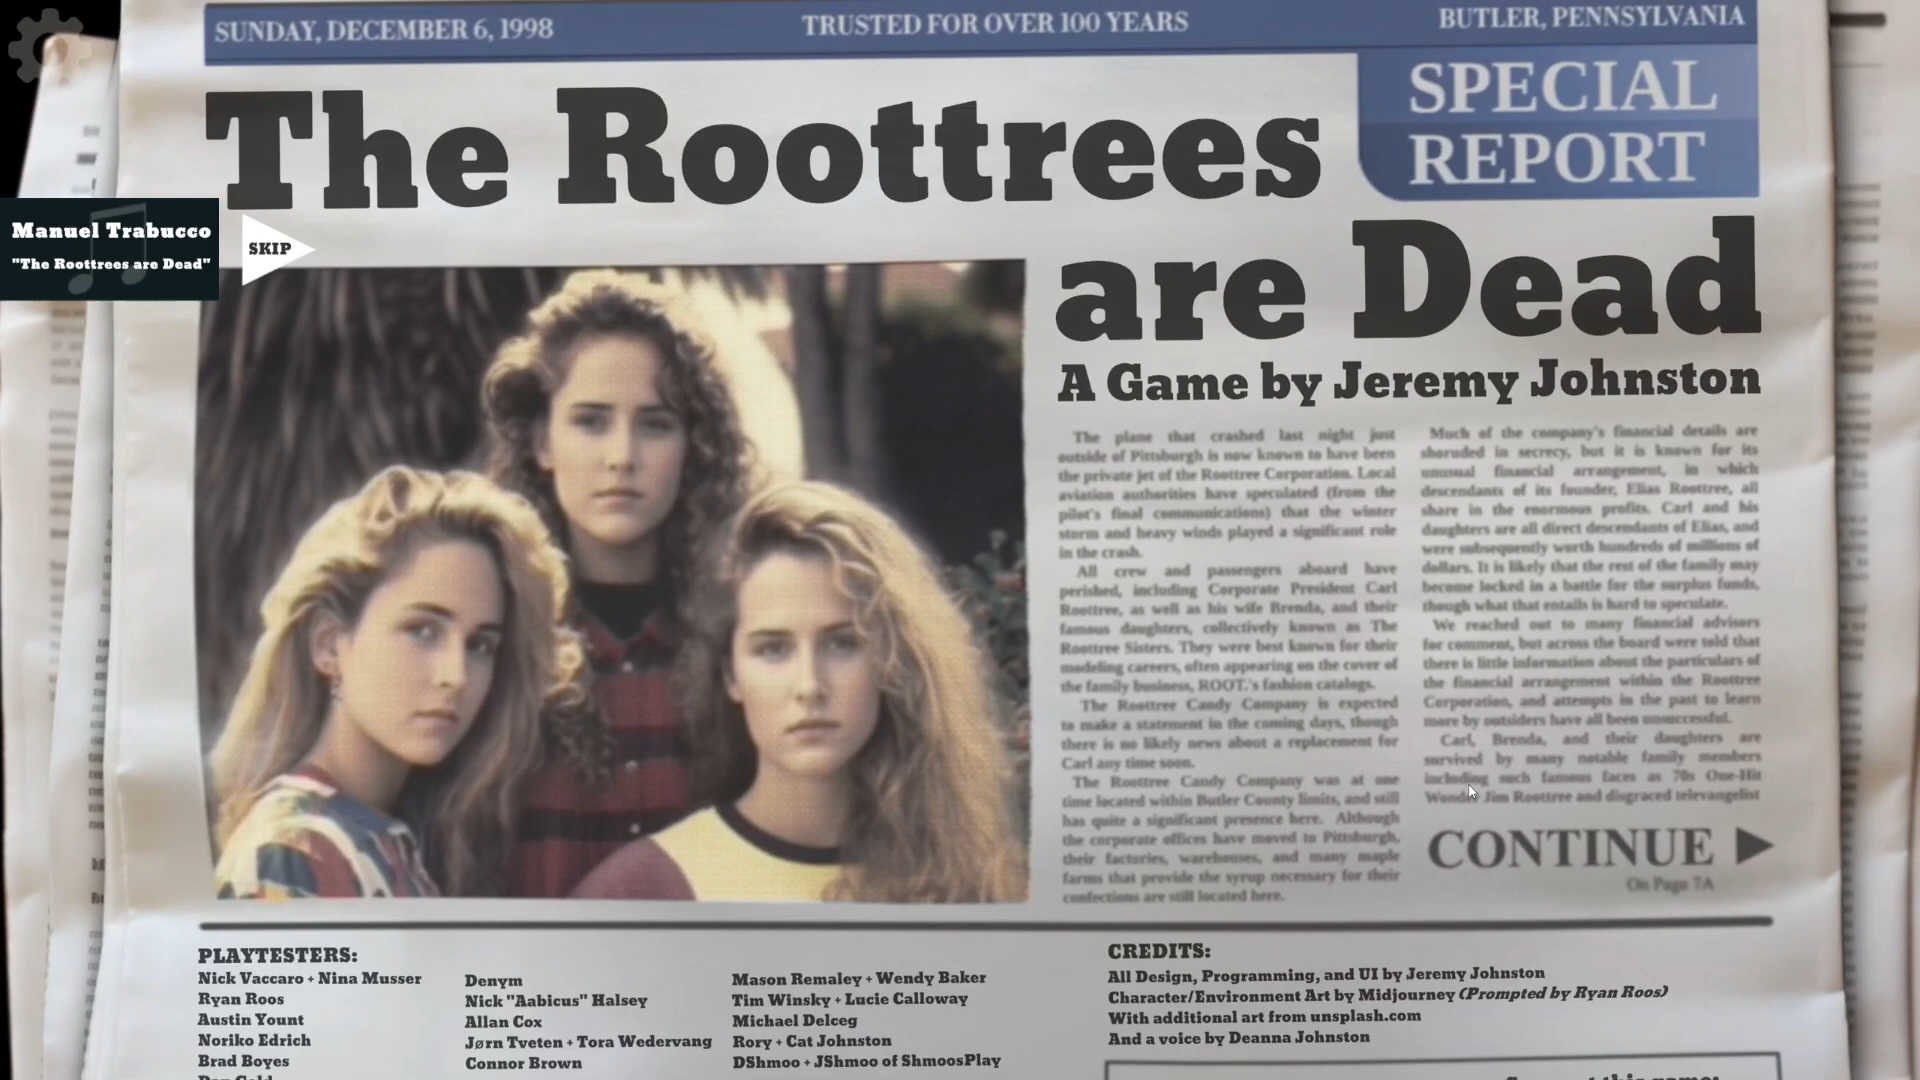 SUNDAY, DECEMBER 6, 1998
TRUSTED FOR OVER 100 YEARS
BUTLER, PENNSYLVANIA
The Roottrees
SPECIAL
REPORT
are Dead
A Game by Jeremy Johnston
Manuel Trabucco
"The Roottrees are Dead"
SKIP
The plane that crashed last night just
outside of Pittsburgh is now known to have been
the private jet of the Roottree Corporation. Local
aviation authorities have speculated (from the
pilot's final communications) that the winter
storm and heavy winds played a significant role
in the crash.
All crew and passengers aboard have
perished, including Corporate President Carl
Roottree, as well as his wife Brenda, and their
famous daughters, collectively known as The
Roottree Sisters. They were best known for their
modeling careers, often appearing on the cover of
the family business, ROOT.'s fashion catalogs.
The Roottree Candy Company is expected
to make a statement in the coming days, though
there is no likely news about a replacement for
Carl any time soon.
The Roottree Candy Company was at one
time located within Butler County limits, and still
has quite a significant presence here. Although
the corporate offices have moved to Pittsburgh,
their factories, warehouses, and many maple
farms that provide the syrup necessary for their
confections are still located here.
Much of the company's financial details are
shoruded in secrecy, but it is known for its
unusual financial arrangement, in which
descendants of its founder, Elias Roottree, all
share in the enormous profits. Carl and his
daughters are all direct descendants of Elias, and
were subsequently worth hundreds of millions of
dollars. It is likely that the rest of the family may
become locked in a battle for the surplus funds,
though what that entails is hard to speculate.
We reached out to many financial advisors
for comment, but across the board were told that
there is little information about the particulars of
the financial arrangement within the Roottree
Corporation, and attempts in the past to learn
more by outsiders have all been unsuccessful.
Carl, Brenda, and their daughters are
survived by many notable family members
including such famous faces as 70s One-Hit
Wonder Jim Roottree and disgraced televangelist
CONTINUE
On Page 7A
PLAYTESTERS:
Nick Vaccaro + Nina Musser
Ryan Roos
Austin Yount
Noriko Edrich
Brad Boyes
Denym
Nick "Aabicus" Halsey
Allan Cox
Jørn Tveten + Tora Wedervang
Connor Brown
Mason Remaley + Wendy Baker
Tim Winsky + Lucie Calloway
Michael Delceg
Rory + Cat Johnston
DShmoo + JShmoo of ShmoosPlay
CREDITS:
All Design, Programming, and UI by Jeremy Johnston
Character/Environment Art by Midjourney (Prompted by Ryan Roos)
With additional art from unsplash.com
And a voice by Deanna Johnston